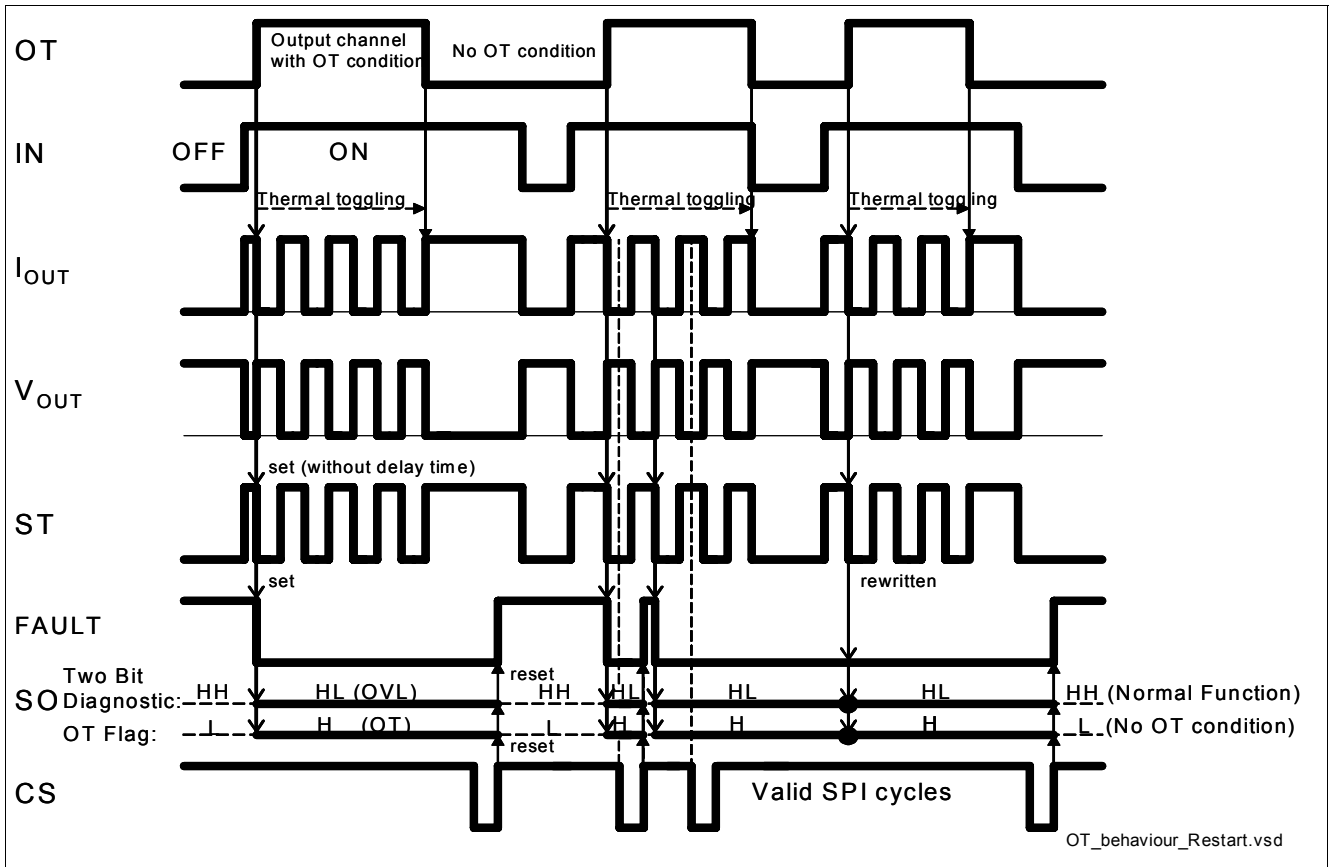 OT
Output channel
with OT condition
No OT condition
IN
OFF
ON
Thermal toggling
Thermal toggling
Thermal toggling
IOUT
VOUT
set (without delay time)
ST
set
rewritten
FAULT
reset
SO
Two Bit
Diagnostic:
HH
HL (OVL)
HH
HL
HL
HL
HH (Normal Function)
OT Flag:
L
H (OT)
L
H
H
H
L (No OT condition)
reset
CS
Valid SPI cycles
OT_behaviour_Restart.vsd